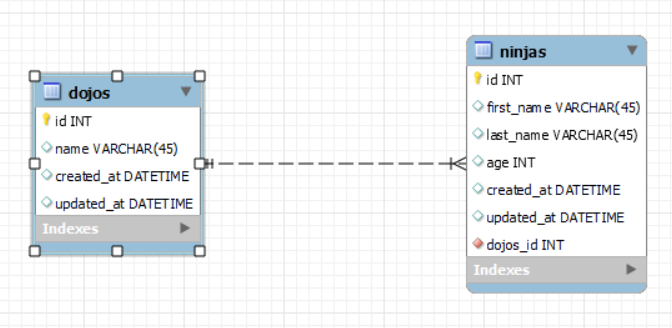 dojos
id INT
name VARCHAR(45)
created_at DATETIME
updated_at DATETIME
Indexes
ninjas
id INT
first_name VARCHAR(45)
last_name VARCHAR(45)
age INT
created_at DATETIME
updated_at DATETIME
dojos_id INT
Indexes